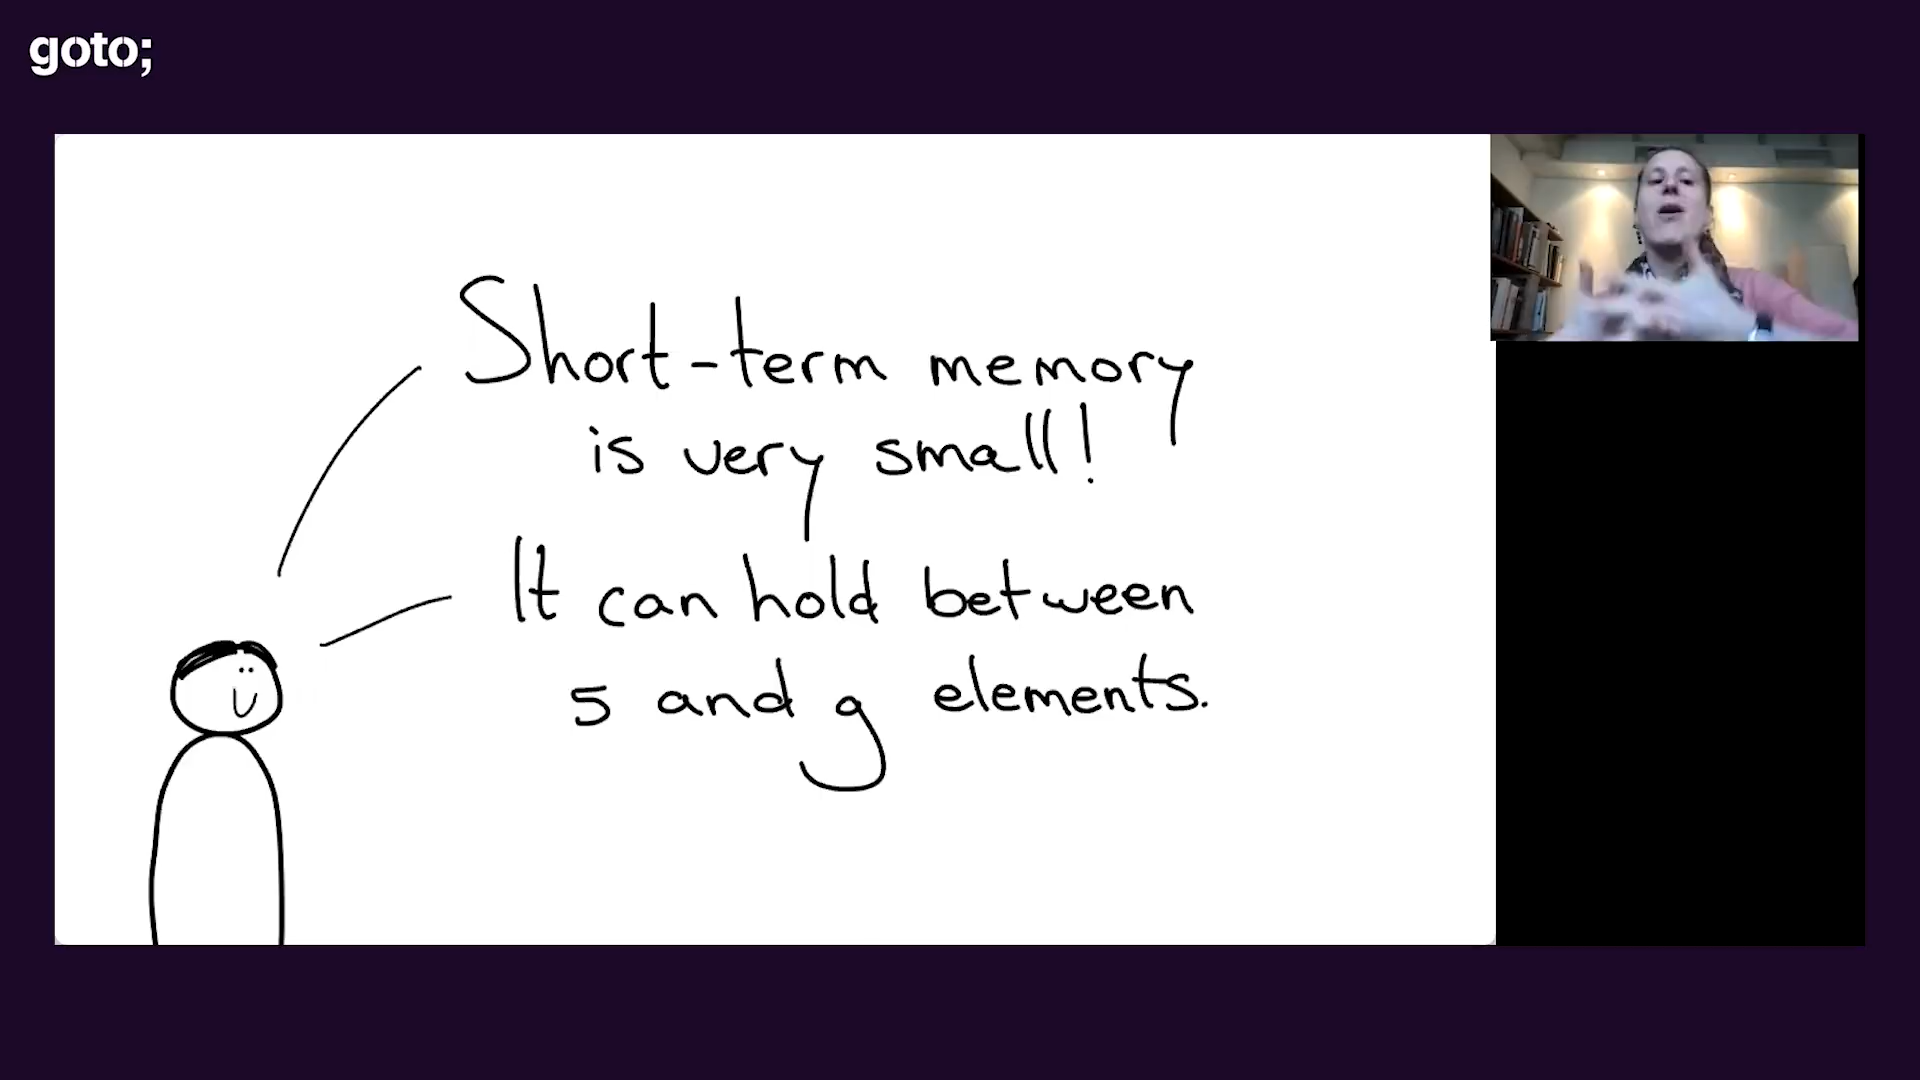 goto;
Short-term memory
is very small!
It can hold between
5 and 9 elements.